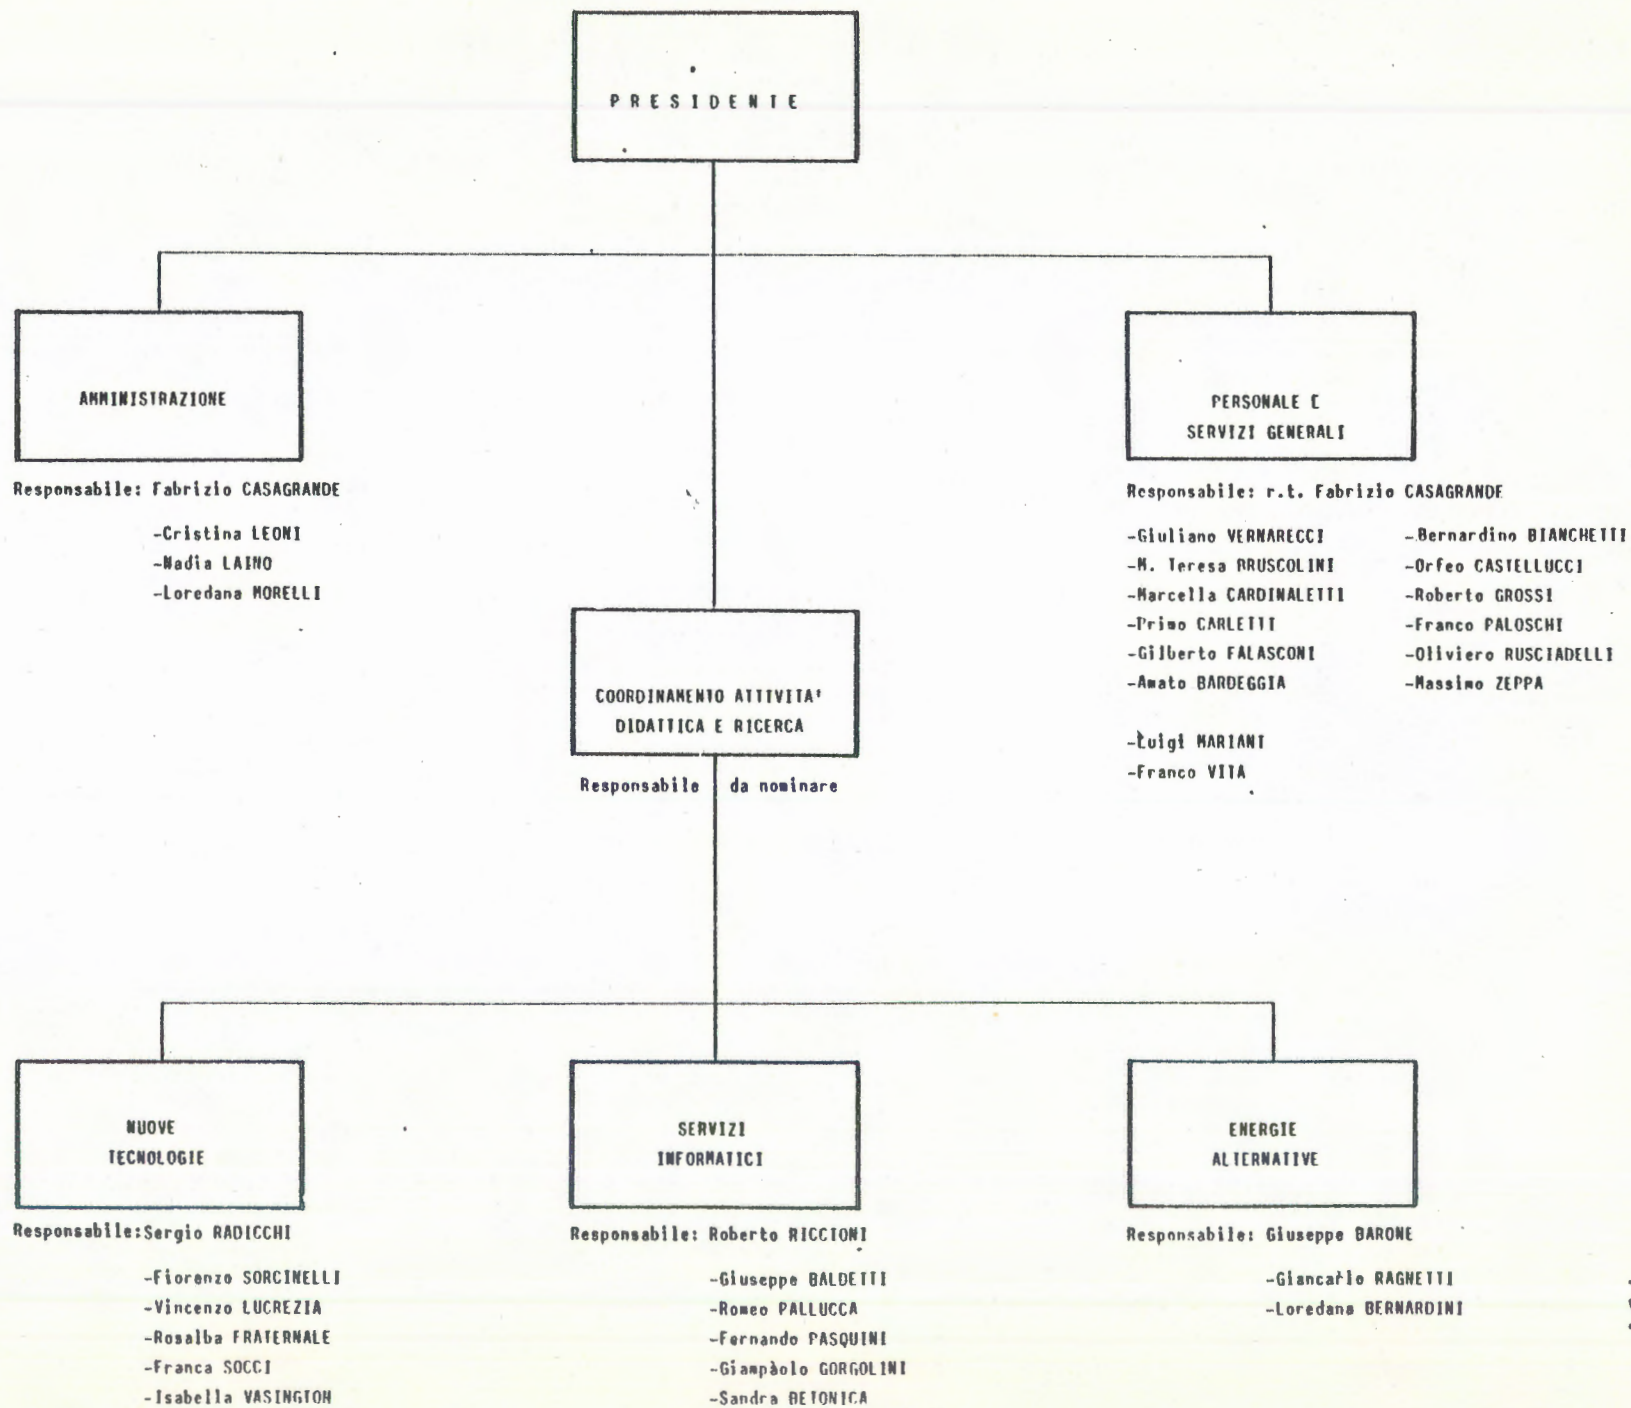 PRESIDENTE
AMMINISTRAZIONE
Responsabile: Fabrizio CASAGRANDE
-Cristina LEONI
-Nadia LAINO
-Loredana MORELLI
PERSONALE E
SERVIZI GENERALI
Responsabile: r.t. Fabrizio CASAGRANDE
-Giuliano VERNARECCI
-M. Teresa BRUSCOLINI
-Marcella CARDINALETTI
-Primo CARLETTI
-Gilberto FALASCONI
-Amato BARDEGGIA
-Luigi MARIANI
-Franco VITA
-Bernardino BIANCHETTI
-Orfeo CASTELLUCCI
-Roberto GROSSI
-Franco PALOSCHI
-Oliviero RUSCIADELLI
-Massimo ZEPPA
COORDINAMENTO ATTIVITA'
DIDATTICA E RICERCA
Responsabile da nominare
NUOVE
TECNOLOGIE
Responsabile:Sergio RADICCHI
-Fiorenzo SORCINELLI
-Vincenzo LUCREZIA
-Rosalba FRATERNALE
-Franca SOCCI
-Isabella VASINGTON
SERVIZI
INFORMATICI
Responsabile: Roberto RICCIONI
-Giuseppe BALDETTI
-Romeo PALLUCCA
-Fernando PASQUINI
-Giampàolo GORGOLINI
-Sandra BETONICA
ENERGIE
ALTERNATIVE
Responsabile: Giuseppe BARONE
-Giancarlo RAGNETTI
-Loredana BERNARDINI